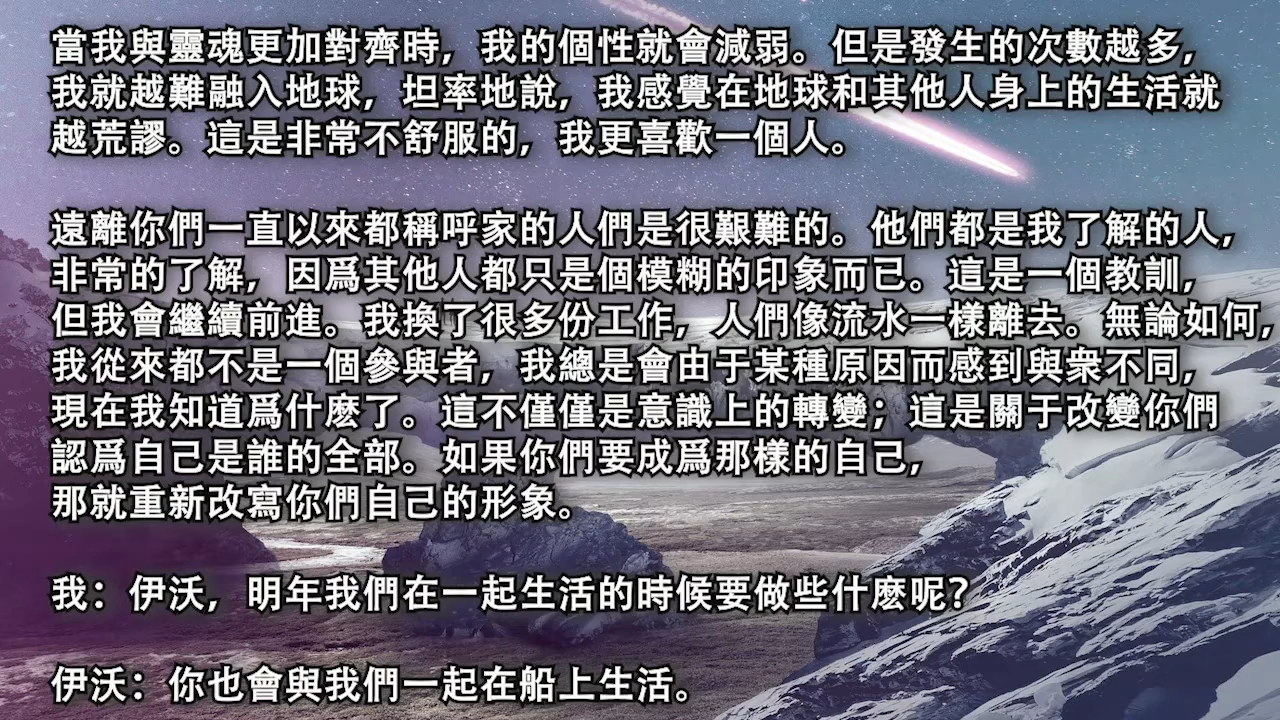 當我與靈魂更加對齊時，我的個性就會減弱。但是發生的次數越多，
我就越難融入地球，坦率地說，我感覺在地球和其他人身上的生活就
越荒謬。這是非常不舒服的，我更喜歡一個人。
遠離你們一直以來都稱呼家的人們是很艱難的。他們都是我了解的人，
非常的了解，因爲其他人都只是個模糊的印象而已。這是一個教訓，
但我會繼續前進。我換了很多份工作，人們像流水一樣離去。無論如何，
我從來都不是一個參與者，我總是會由于某種原因而感到與衆不同，
現在我知道爲什麽了。這不僅僅是意識上的轉變；這是關于改變你們
認爲自己是誰的全部。如果你們要成爲那樣的自己，
那就重新改寫你們自己的形象。
我：伊沃，明年我們在一起生活的時候要做些什麽呢？
伊沃：你也會與我們一起在船上生活。